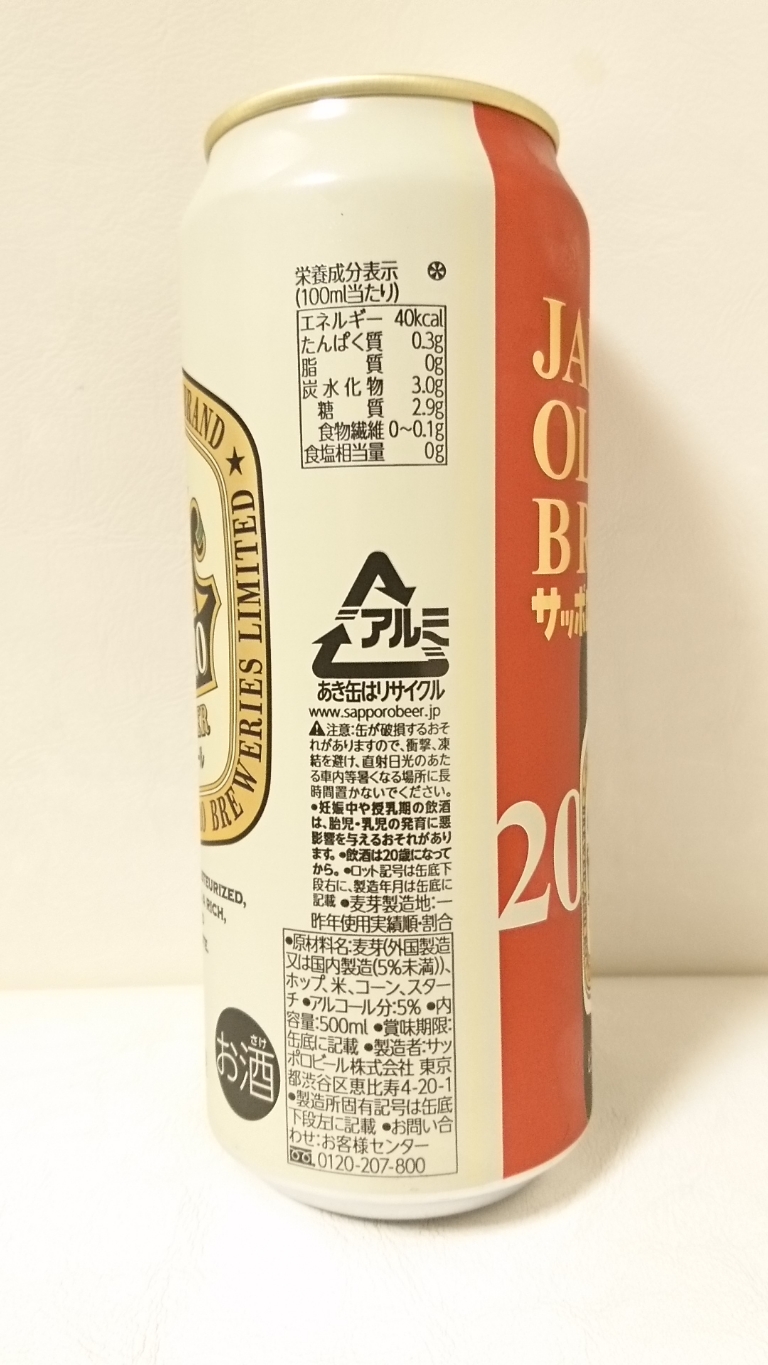 栄養成分表示
(100ml当たり)
エネルギー 40kcal
たんぱく質 0.3g
脂質 0g
炭水化物 3.0g
糖質 2.9g
食物繊維 0～0.1g
食塩相当量 0g
アルミ
あき缶はリサイクル
www.sapporobeer.jp
⚠注意:缶が破損するおそ
れがありますので、衝撃、凍
結を避け、直射日光のあた
る車内等暑くなる場所に長
時間置かないでください。
●妊娠中や授乳期の飲酒
は、胎児・乳児の発育に悪
影響を与えるおそれがあり
ます。●飲酒は20歳になって
から。●ロット記号は缶底下
段右に、製造年月は缶底に
記載 ●麦芽製造地:一
昨年使用実績順・割合
●原材料名:麦芽(外国製造
又は国内製造(5%未満))、
ホップ、米、コーン、スター
チ ●アルコール分:5% ●内
容量:500ml ●賞味期限:
缶底に記載 ●製造者:サッ
ポロビール株式会社 東京
都渋谷区恵比寿4-20-1
●製造所固有記号は缶底
下段左に記載 ●お問い合
わせ:お客様センター
0120-207-800
RAND ★ BREWERIES LIMITED
TEURIZED,
RICH,
さけ
お酒
JA
OL
BR
サッポ
20